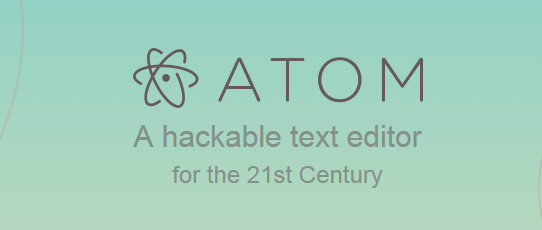 ATOM
A hackable text editor
for the 21st Century